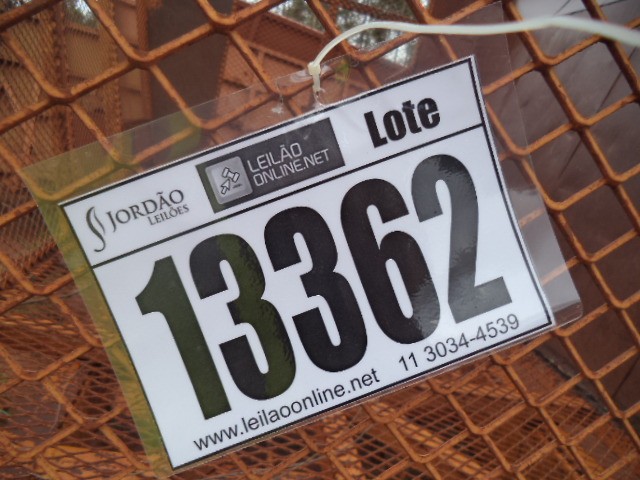 JORDÃO
LEILÕES
LEILÃO
ONLINE.NET
Lote
13362
www.leilaoonline.net 11 3034-4539